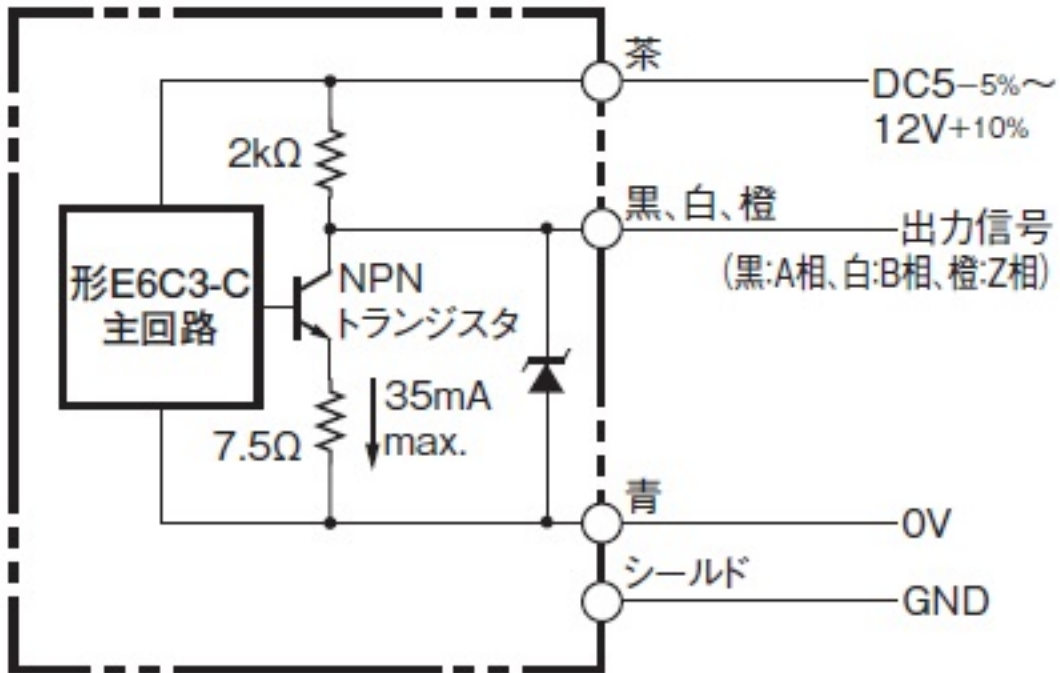 茶
DC5−5%～
12V+10%
2kΩ
黒、白、橙
出力信号
(黒:A相、白:B相、橙:Z相)
形E6C3-C
主回路
NPN
トランジスタ
35mA
max.
7.5Ω
青
0V
シールド
GND